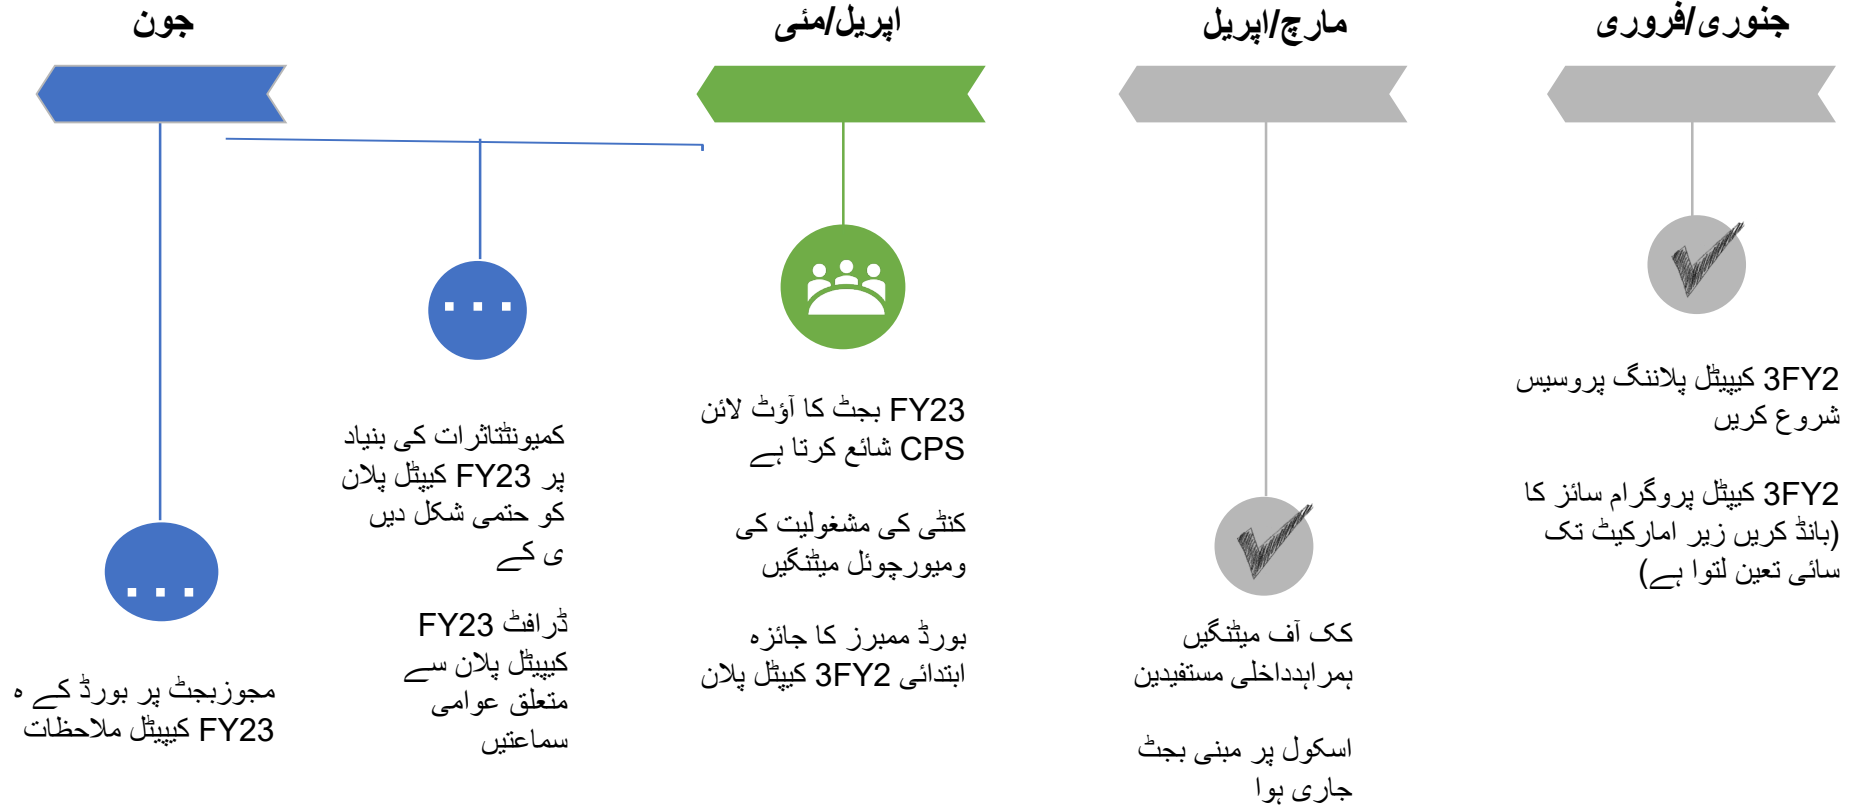 جنوری/فروری
3FY2 کیپیٹل پلاننگ پروسیس
شروع کریں
3FY2 کیپٹل پروگرام سائز کا
(بانڈ کریں زیر امارکیٹ تک
سائی تعین لتوا ہے)
مارچ/اپریل
کک آف میٹنگیں
ہمراہدداخلی مستفیدین
اسکول پر مبنی بجٹ
جاری ہوا
اپریل/مئی
FY23 بجٹ کا آؤٹ لائن
CPS شائع کرتا ہے
کنٹی کی مشغولیت کی
ومیورچوئل میٹنگیں
بورڈ ممبرز کا جائزہ
ابتدائی 3FY2 کیپٹل پلان
کمیونٹتاثرات کی بنیاد
پر FY23 کیپٹل پلان
کو حتمی شکل دیں
ی کے
ڈرافٹ FY23
کیپیٹل پلان سے
متعلق عوامی
سماعتیں
جون
مجوزبجٹ پر بورڈ کے ہ
FY23 کیپیٹل ملاحظات